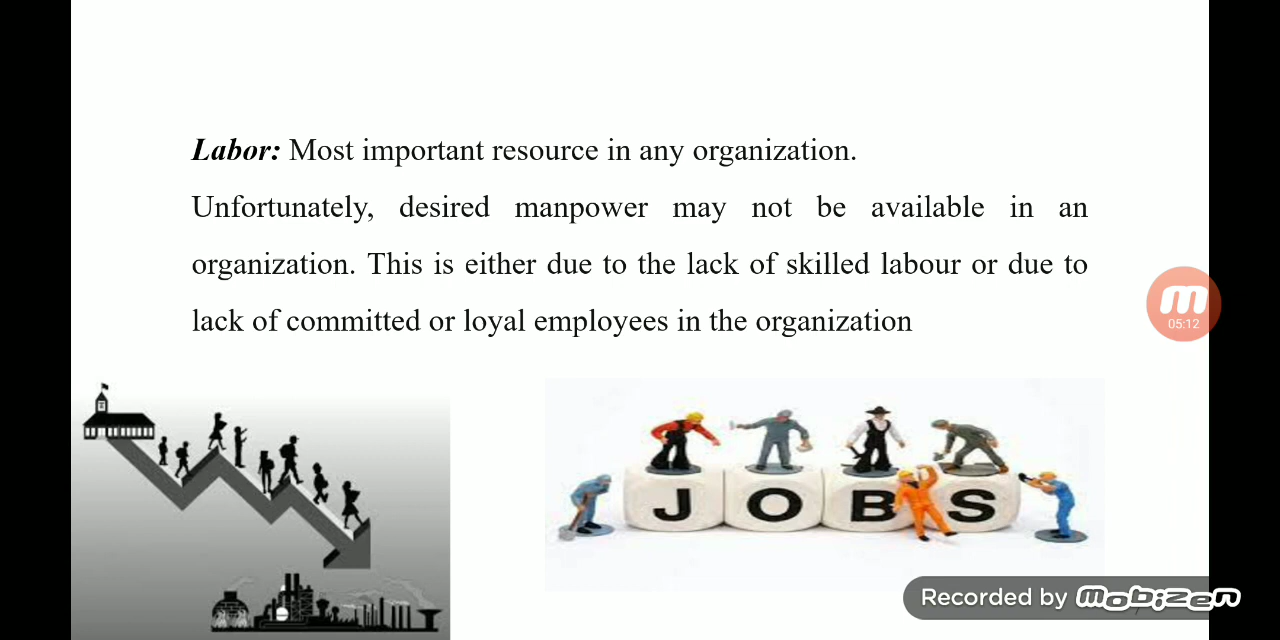 Labor: Most important resource in any organization.
Unfortunately, desired manpower may not be available in an
organization. This is either due to the lack of skilled labour or due to
lack of committed or loyal employees in the organization
05:12
JOBS
Recorded by mobizen